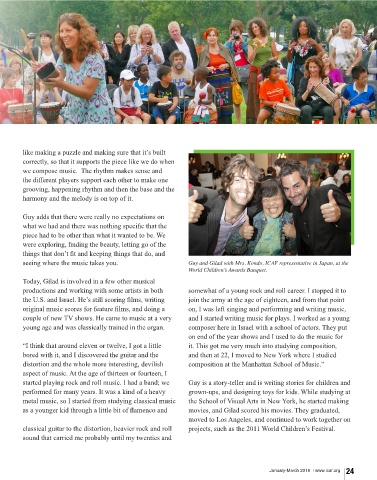 like making a puzzle and making sure that it's built
correctly, so that it supports the piece like we do when
we compose music. The rhythm makes sense and
the different players support each other to make one
grooving, happening rhythm and then the base and the
harmony and the melody is on top of it.
Guy adds that there were really no expectations on
what we had and there was nothing specific that the
piece had to be other than what it wanted to be. We
were exploring, finding the beauty, letting go of the
things that don't fit and keeping things that do, and
seeing where the music takes you.
Today, Gilad is involved in a few other musical
productions and working with some artists in both
the U.S. and Israel. He's still scoring films, writing
original music scores for feature films, and doing a
couple of new TV shows. He came to music at a very
young age and was classically trained in the organ.
"I think that around eleven or twelve, I got a little
bored with it, and I discovered the guitar and the
distortion and the whole more interesting, devilish
aspect of music. At the age of thirteen or fourteen, I
started playing rock and roll music. I had a band; we
performed for many years. It was a kind of a heavy
metal music, so I started from studying classical music
as a younger kid through a little bit of flamenco and
classical guitar to the distortion, heavier rock and roll
sound that carried me probably until my twenties and
Guy and Gilad with Mrs. Kondo, ICAF representative in Japan, at the
World Children's Awards Banquet.
somewhat of a young rock and roll career. I stopped it to
join the army at the age of eighteen, and from that point
on, I was left singing and performing and writing music,
and I started writing music for plays. I worked as a young
composer here in Israel with a school of actors. They put
on end of the year shows and I used to do the music for
it. This got me very much into studying composition,
and then at 22, I moved to New York where I studied
composition at the Manhattan School of Music."
Guy is a story-teller and is writing stories for children and
grown-ups, and designing toys for kids. While studying at
the School of Visual Arts in New York, he started making
movies, and Gilad scored his movies. They graduated,
moved to Los Angeles, and continued to work together on
projects, such as the 2011 World Children's Festival.
January-March 2016 | www.icaf.org 24